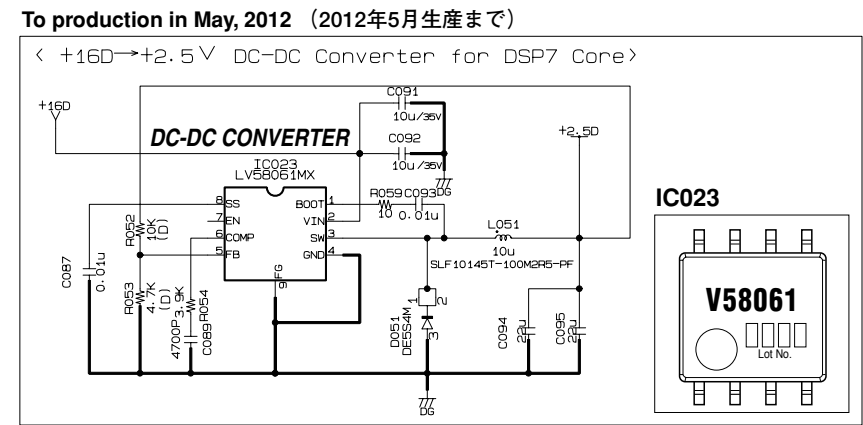 To production in May, 2012 （2012年5月生産まで）
< +16D→+2.5V DC-DC Converter for DSP7 Core>
+16D
DC-DC CONVERTER
C091
10u/35V
C092
10u/35V
DG
+2.5D
IC023
LV58061MX
8 SS
7 EN
6 COMP
5 FB
BOOT 1
VIN 2
SW 3
GND 4
9 FG
R059
10
C093
0.01u
L051
10u
SLF10145T-100M2R5-PF
R052
10K
(D)
R053
4.7K
(D)
C087
0.01u
R054
3.9K
C089
4700P
D051
DE5S4M
1
2
3
C094
22u
C095
22u
DG
IC023
V58061
Lot No.